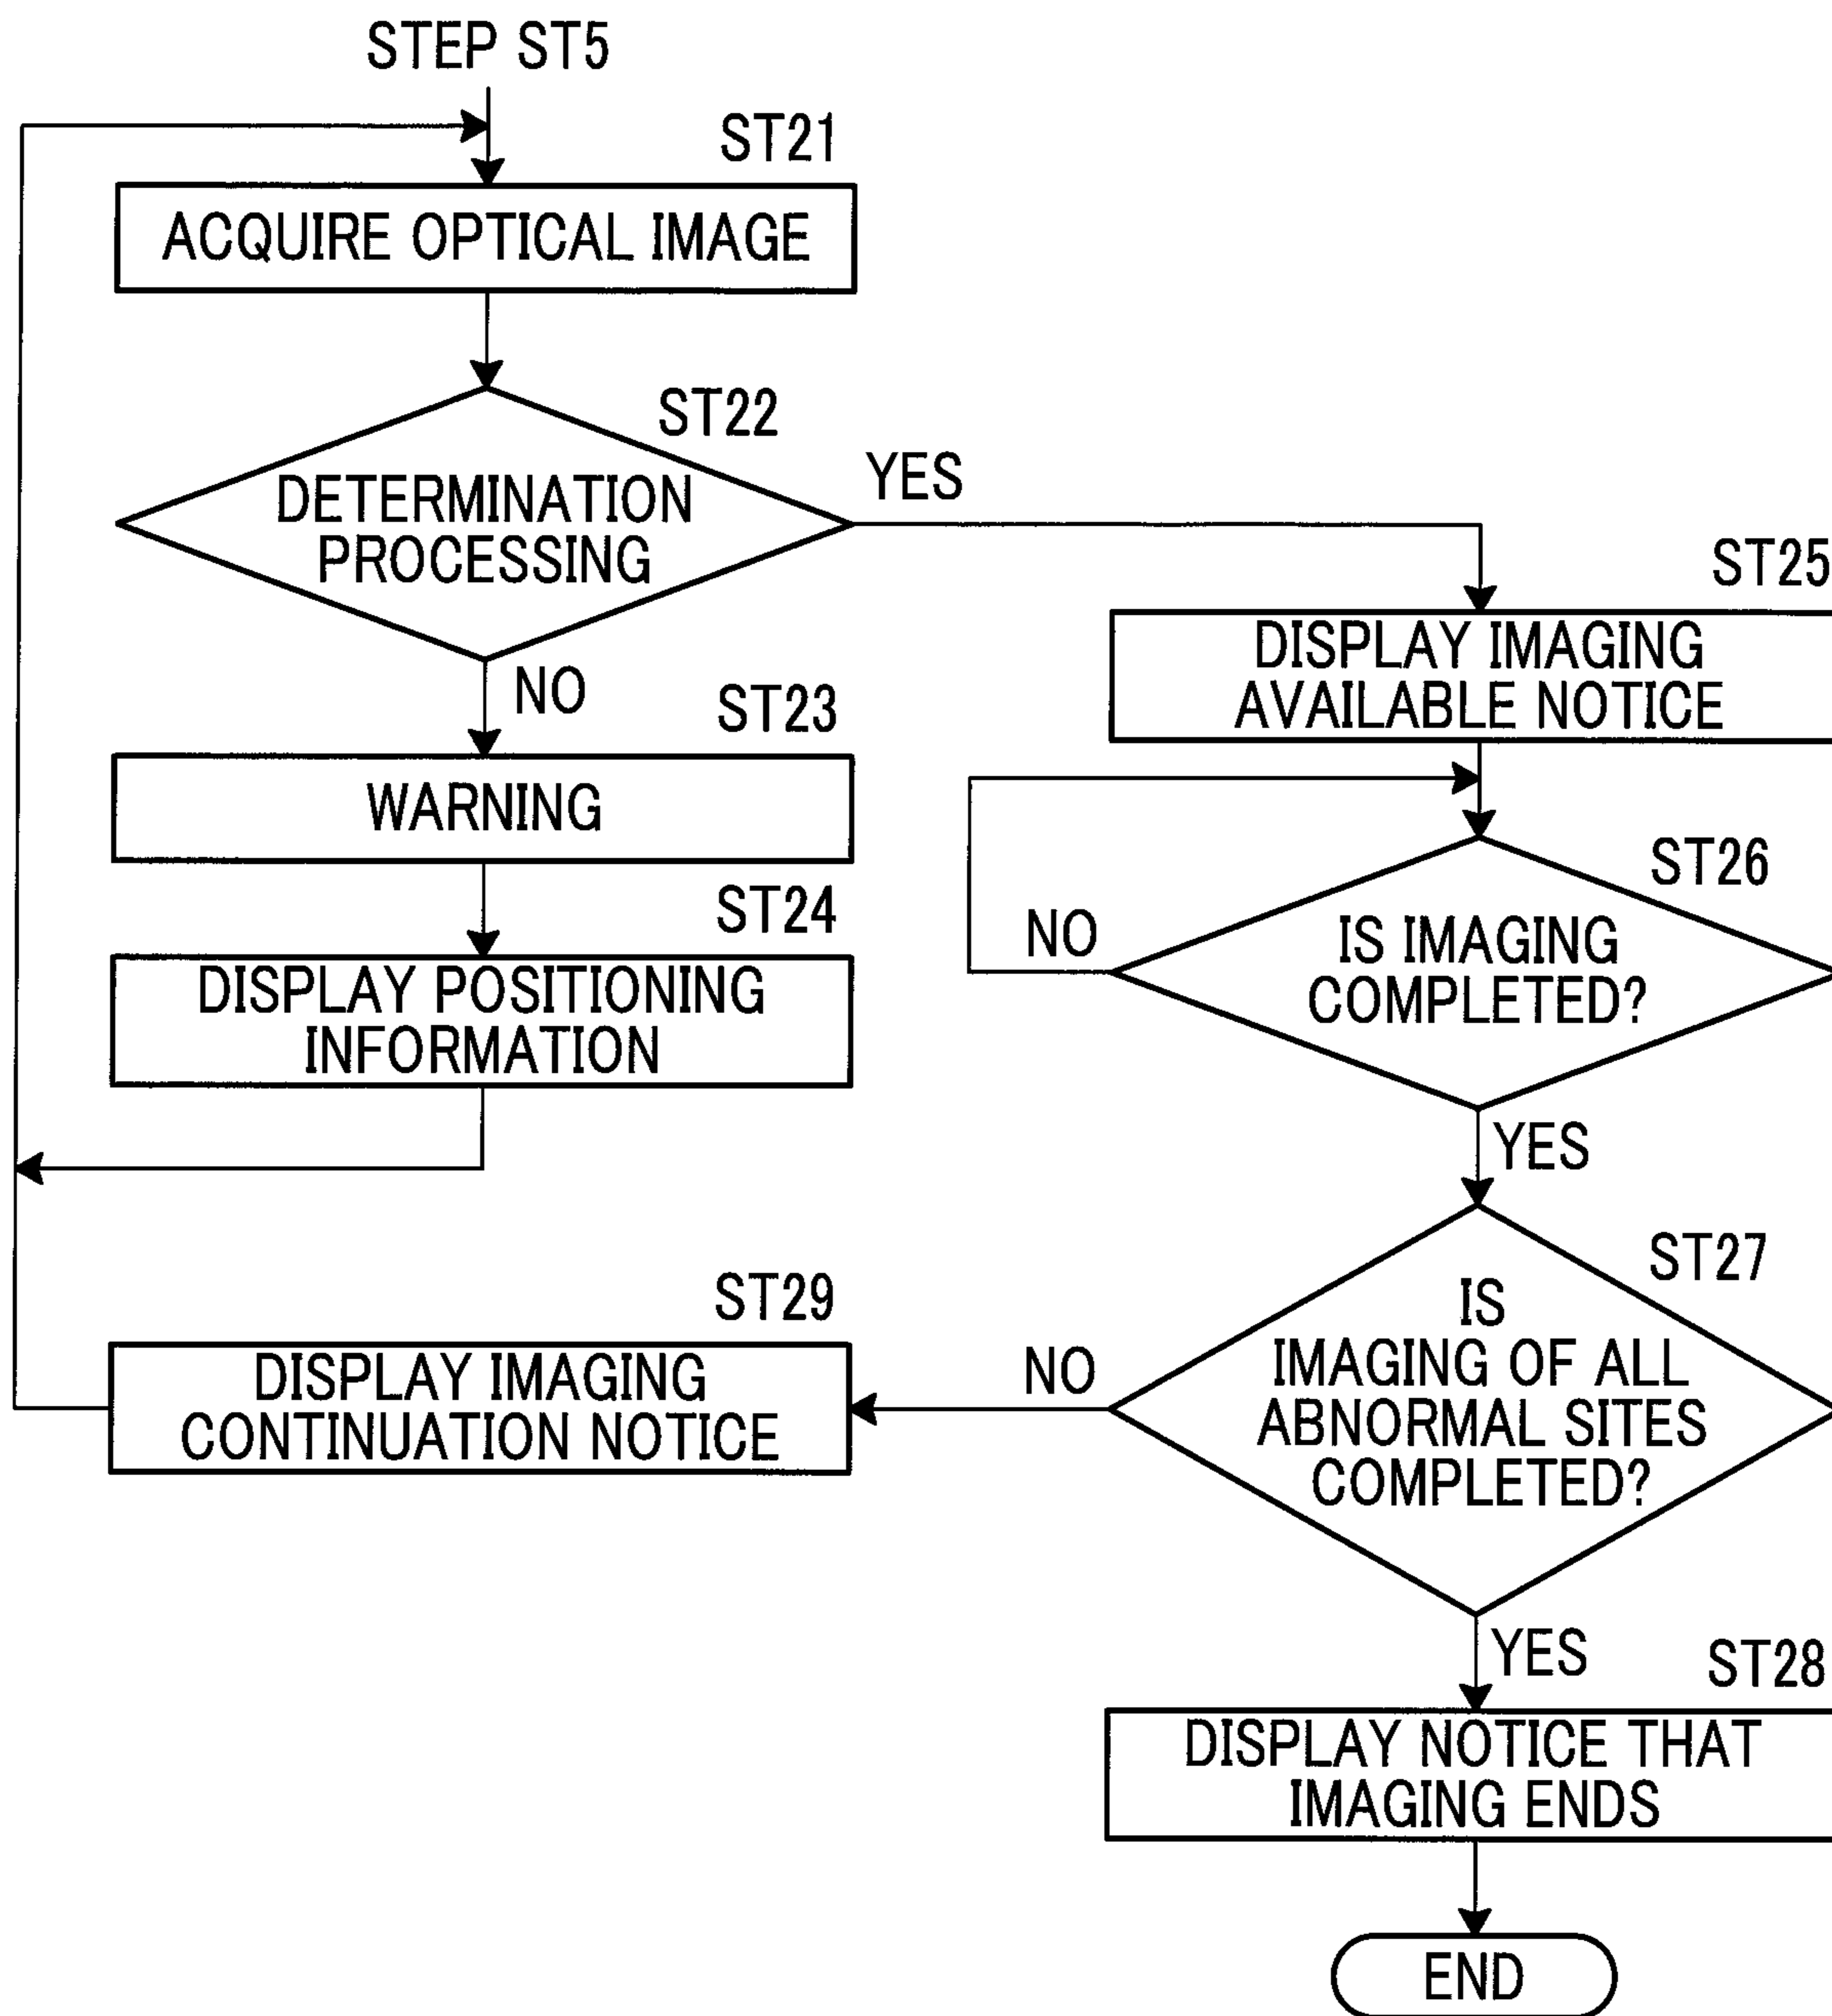 STEP ST5
ST21
ACQUIRE OPTICAL IMAGE
ST22
DETERMINATION
PROCESSING
YES
NO
ST23
WARNING
ST24
DISPLAY POSITIONING
INFORMATION
ST25
DISPLAY IMAGING
AVAILABLE NOTICE
ST26
IS IMAGING
COMPLETED?
NO
YES
ST27
IS
IMAGING OF ALL
ABNORMAL SITES
COMPLETED?
NO
ST29
DISPLAY IMAGING
CONTINUATION NOTICE
YES
ST28
DISPLAY NOTICE THAT
IMAGING ENDS
END